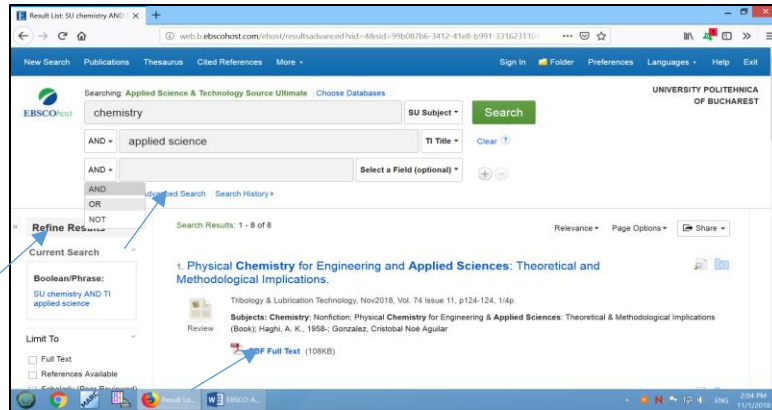 Result List: SU chemistry AND T
web.b.ebscohost.com/ehost/resultsadvanced?vid=4&sid=99b087b6-3412-41e8-b991-331623110
New Search Publications Thesaurus Cited References More Sign In Folder Preferences Languages Help Exit
Searching: Applied Science & Technology Source Ultimate Choose Databases
UNIVERSITY POLITEHNICA
OF BUCHAREST
EBSCOhost
chemistry SU Subject Search
AND applied science TI Title Clear ?
AND Select a Field (optional)
AND
OR
NOT
Advanced Search Search History
Refine Results
Search Results: 1 - 8 of 8
Relevance Page Options Share
Current Search
Boolean/Phrase:
SU chemistry AND TI
applied science
Limit To
Full Text
References Available
Scholarly (Peer Reviewed)
1. Physical Chemistry for Engineering and Applied Sciences: Theoretical and
Methodological Implications.
Review
Tribology & Lubrication Technology, Nov2018, Vol. 74 Issue 11, p124-124, 1/4p
Subjects: Chemistry; Nonfiction; Physical Chemistry for Engineering & Applied Sciences: Theoretical & Methodological Implications
(Book); Haghi, A. K., 1958-; Gonzalez, Cristobal Noé Aguilar
PDF Full Text (108KB)
MARC
Result Lis...
EBSCO A...
ENG
2:04 PM
11/1/2018